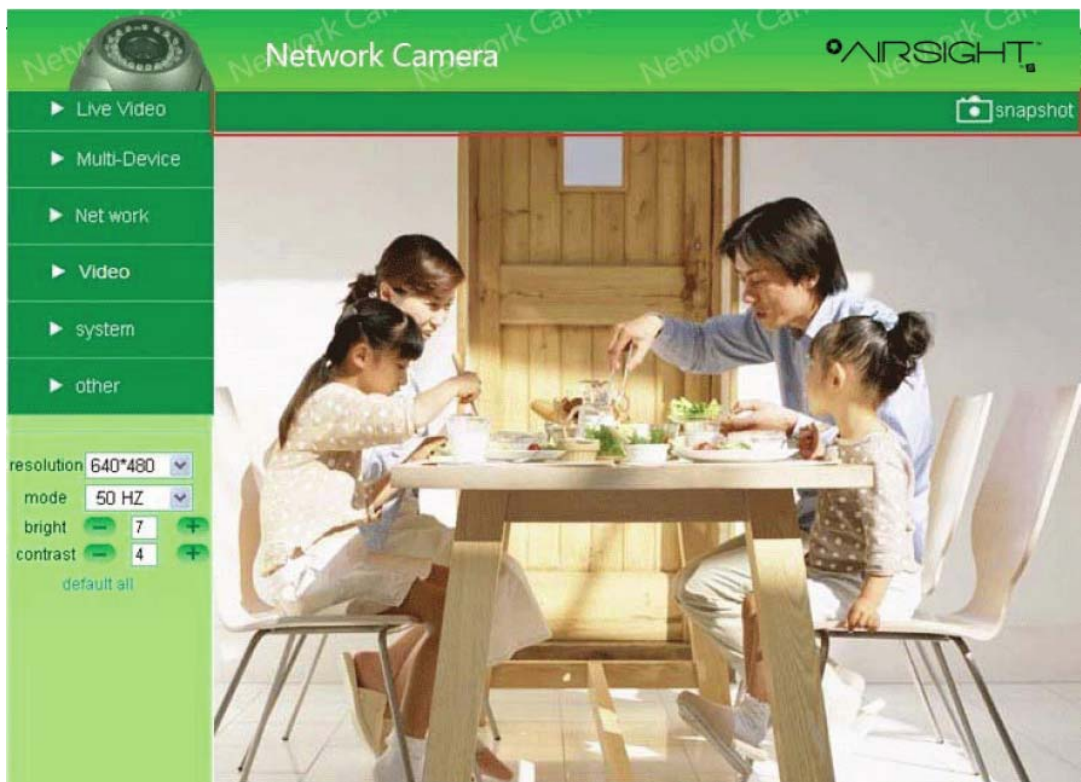 Network Camera
AIRSIGHT
Live Video
snapshot
Multi-Device
Net work
Video
system
other
resolution 640*480
mode 50 HZ
bright 7
contrast 4
default all